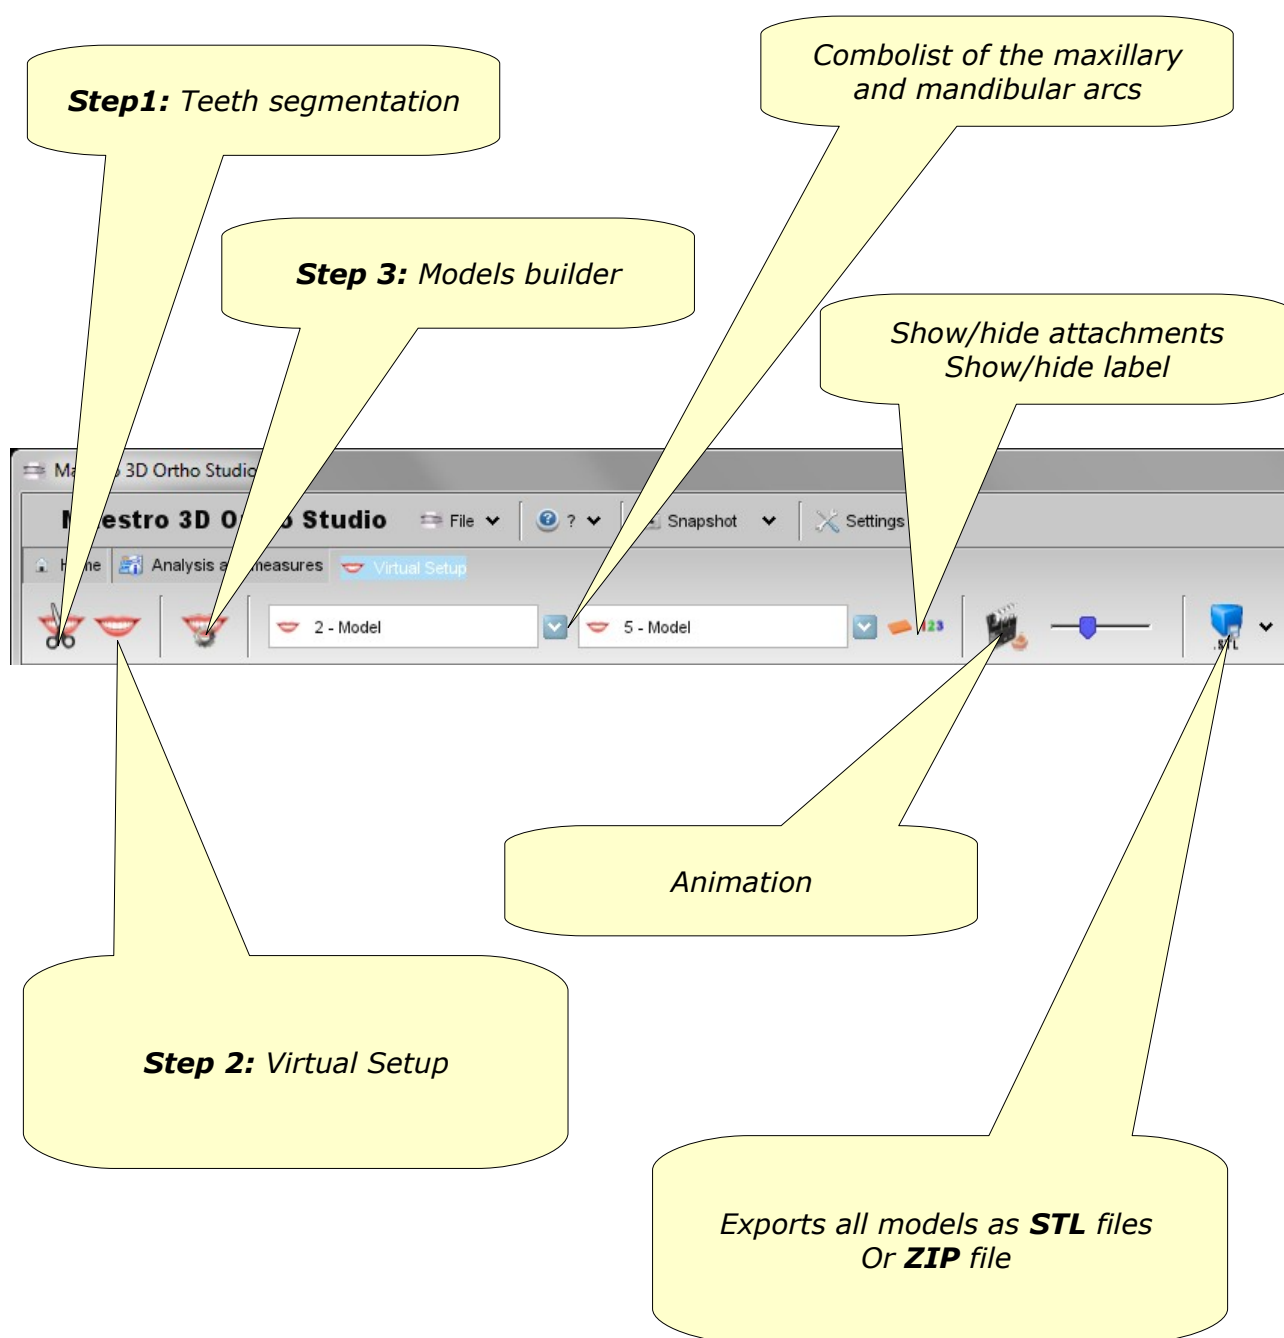 Combolist of the maxillary
and mandibular arcs
Step1: Teeth segmentation
Step 3: Models builder
Show/hide attachments
Show/hide label
3D Ortho Studio
estro 3D O o Studio
File
?
Snapshot
Settings
Analysis a measures
Virtual Setup
2 - Model
5 - Model
123
.STL
Animation
Step 2: Virtual Setup
Exports all models as STL files
Or ZIP file